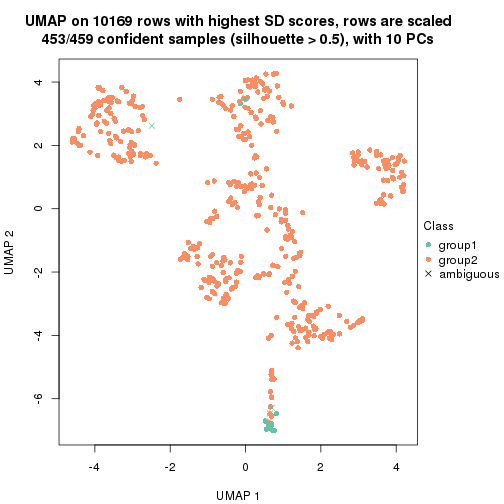 UMAP on 10169 rows with highest SD scores, rows are scaled
453/459 confident samples (silhouette > 0.5), with 10 PCs
4
2
0
-2
-4
-6
UMAP 2
-4
-2
0
2
4
UMAP 1
Class
group1
group2
ambiguous